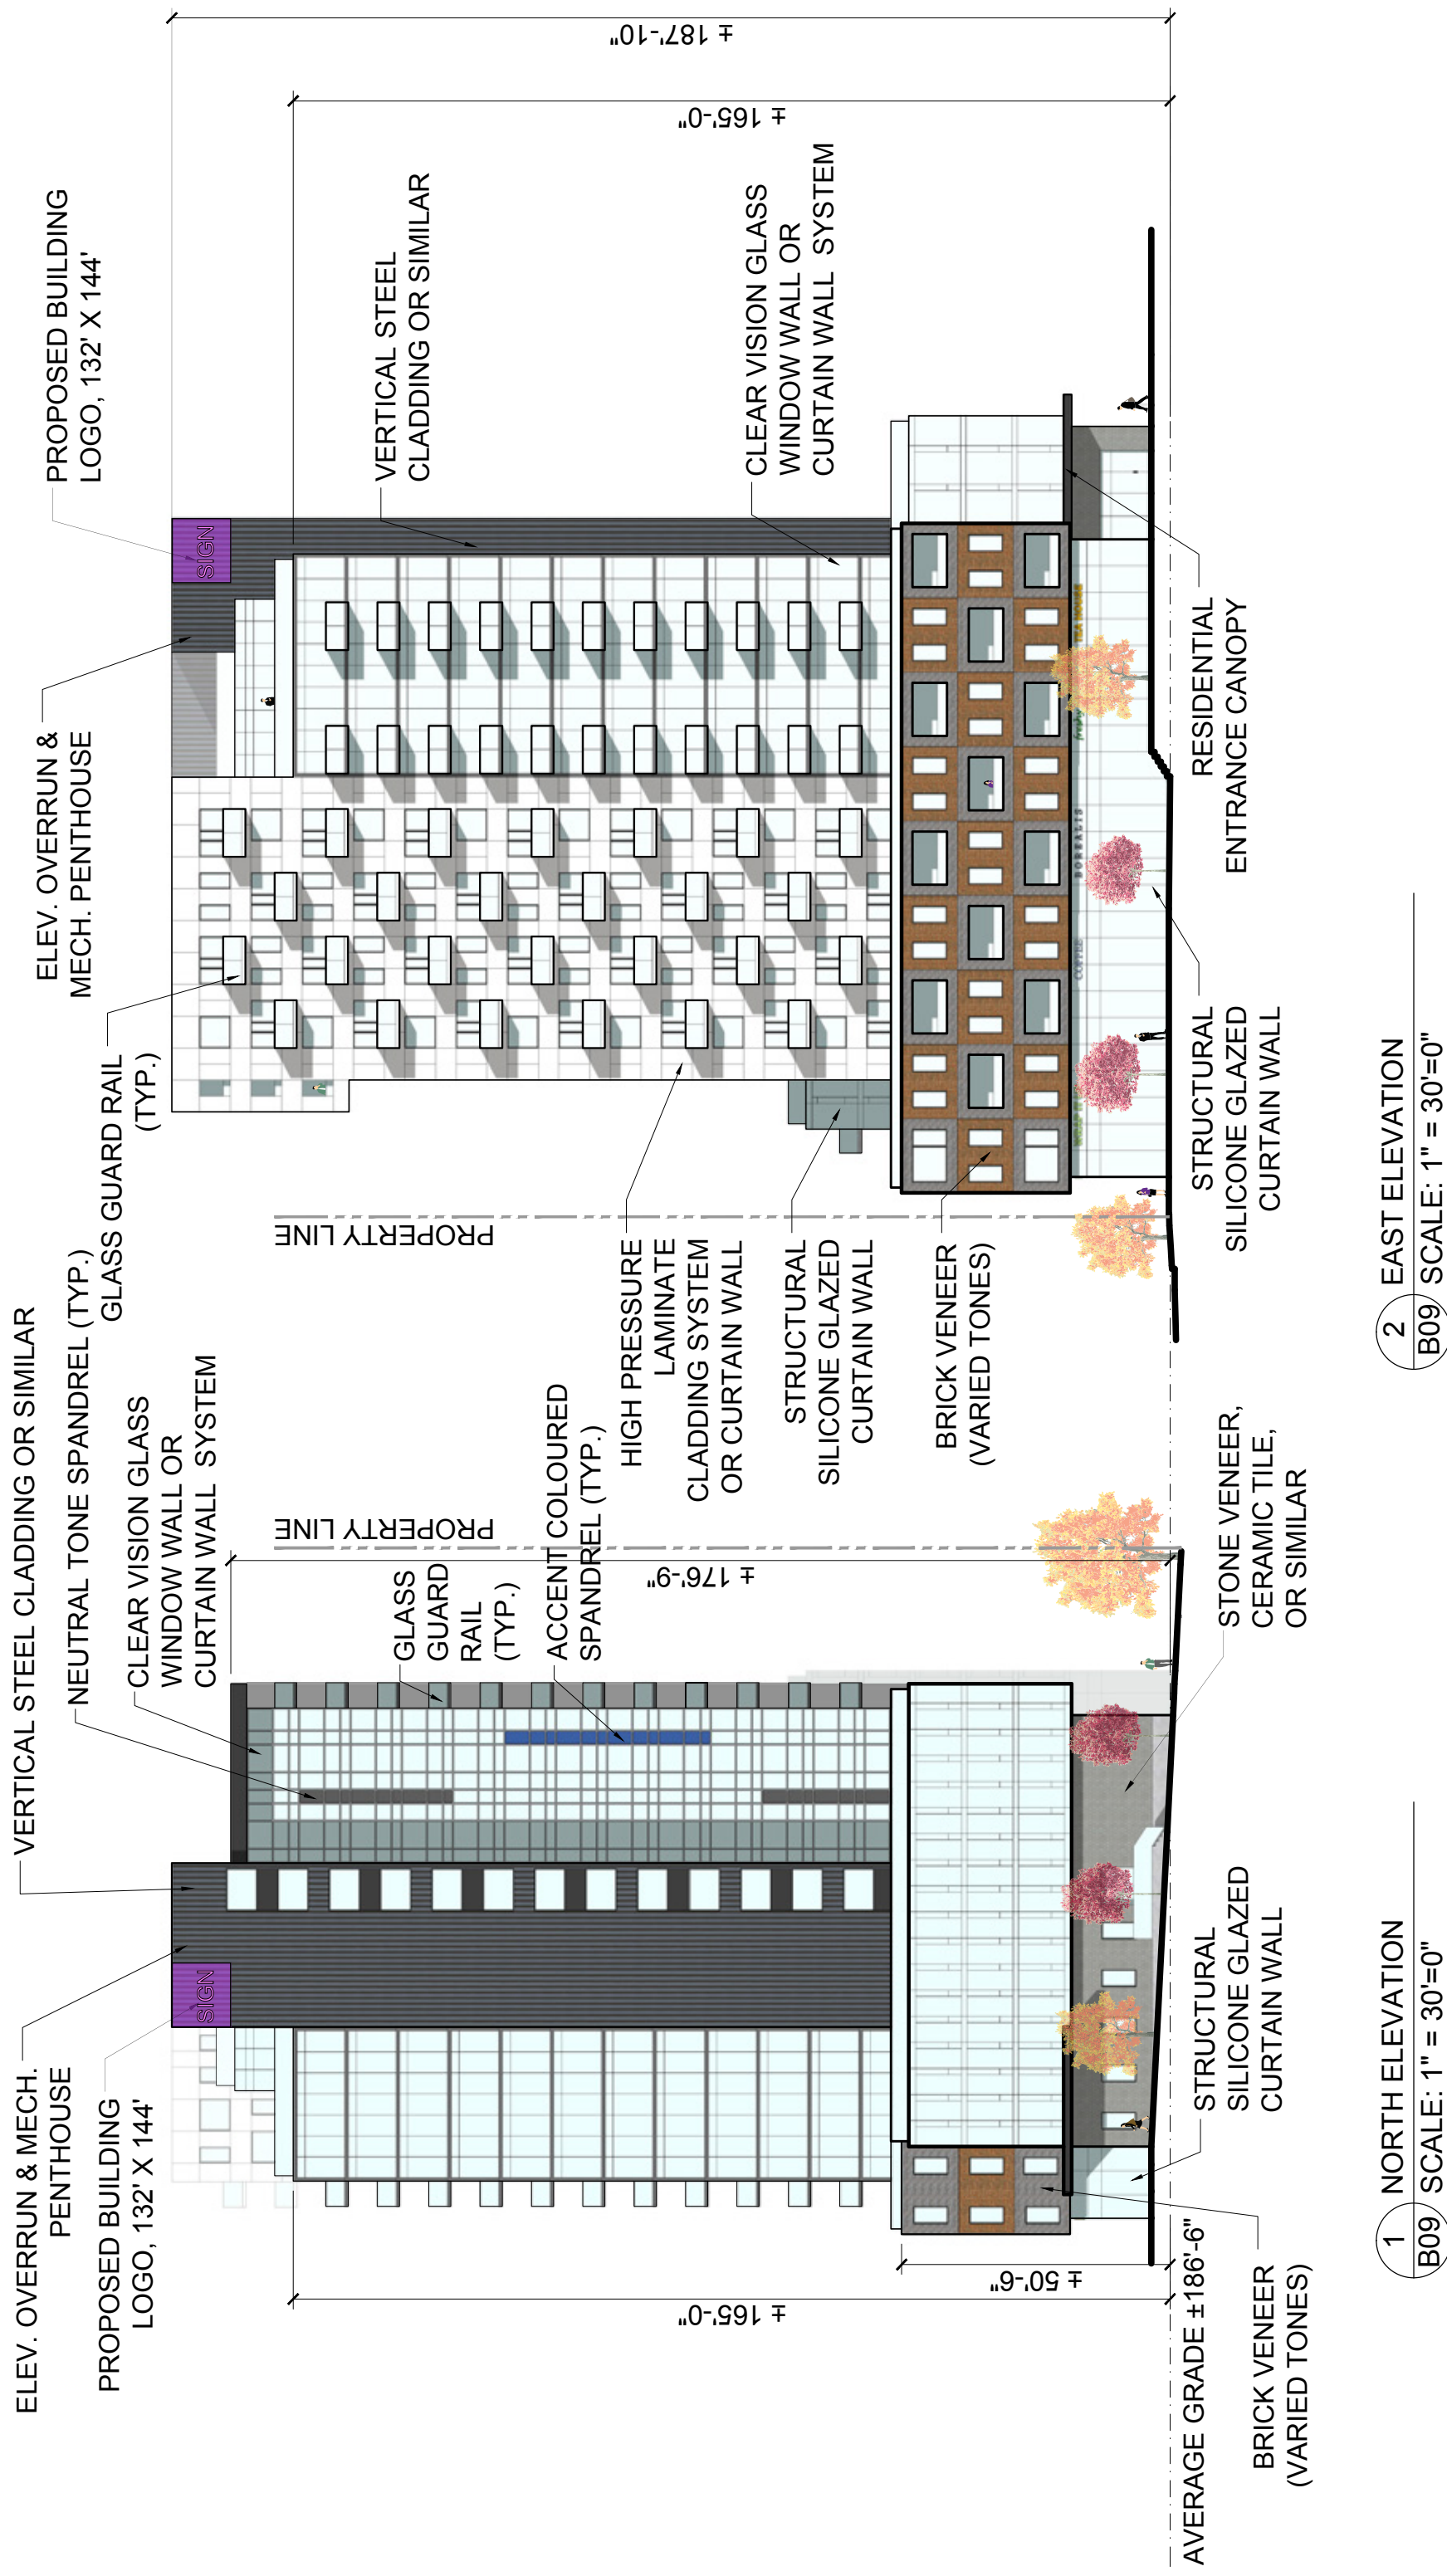 ELEV. OVERRUN & MECH.
PENTHOUSE
PROPOSED BUILDING
LOGO, 132' X 144'
VERTICAL STEEL CLADDING OR SIMILAR
NEUTRAL TONE SPANDREL (TYP.)
CLEAR VISION GLASS
WINDOW WALL OR
CURTAIN WALL SYSTEM
GLASS
GUARD
RAIL
(TYP.)
ACCENT COLOURED
SPANDREL (TYP.)
SIGN
PROPERTY LINE
± 176'-9"
± 165'-0"
± 50'-6"
AVERAGE GRADE ±186'-6"
BRICK VENEER
(VARIED TONES)
STRUCTURAL
SILICONE GLAZED
CURTAIN WALL
STONE VENEER,
CERAMIC TILE,
OR SIMILAR
1
B09
NORTH ELEVATION
SCALE: 1" = 30'=0"
GLASS GUARD RAIL
(TYP.)
ELEV. OVERRUN &
MECH. PENTHOUSE
PROPOSED BUILDING
LOGO, 132' X 144'
SIGN
VERTICAL STEEL
CLADDING OR SIMILAR
CLEAR VISION GLASS
WINDOW WALL OR
CURTAIN WALL SYSTEM
± 187'-10"
± 165'-0"
PROPERTY LINE
HIGH PRESSURE
LAMINATE
CLADDING SYSTEM
OR CURTAIN WALL
STRUCTURAL
SILICONE GLAZED
CURTAIN WALL
BRICK VENEER
(VARIED TONES)
COFFEE
BOREALIS
STRUCTURAL
SILICONE GLAZED
CURTAIN WALL
RESIDENTIAL
ENTRANCE CANOPY
2
B09
EAST ELEVATION
SCALE: 1" = 30'=0"